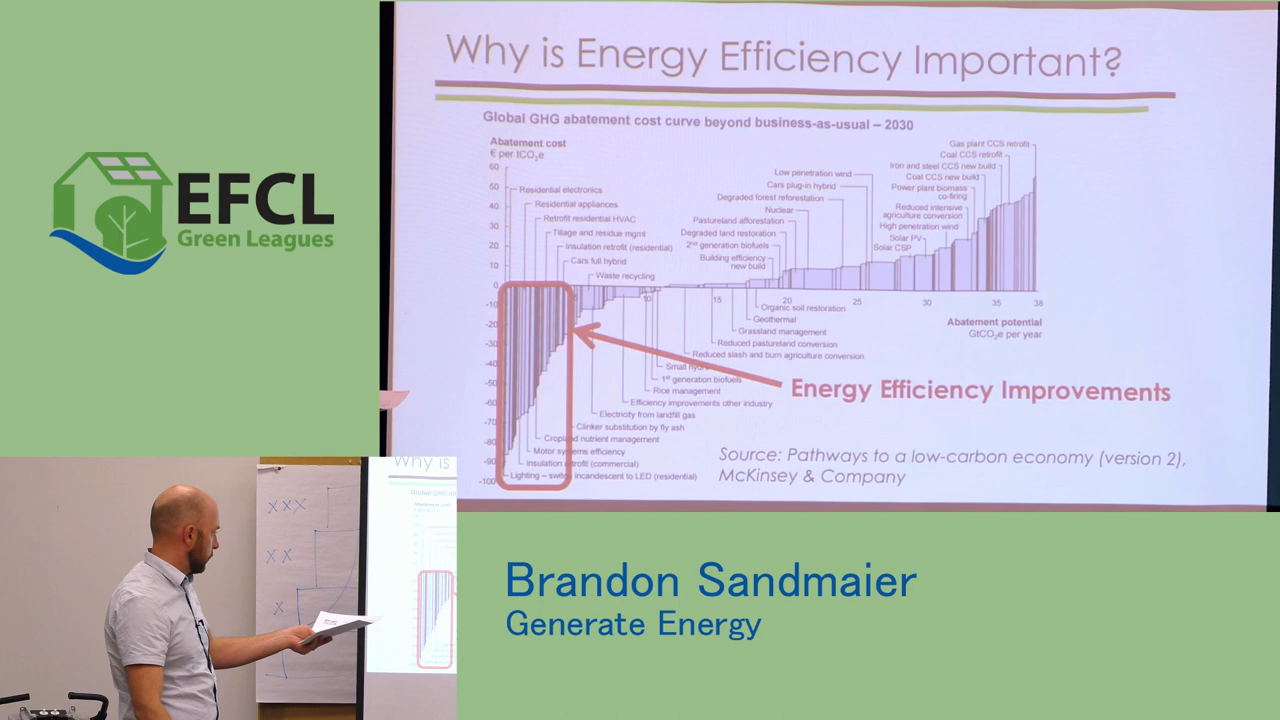 EFCL
Green Leagues
Why is Energy Efficiency Important?
Global GHG abatement cost curve beyond business-as-usual – 2030
Abatement cost
€ per tCO2e
60
50
40
30
20
10
0
-10
-20
-30
-40
-50
-60
-70
-80
-90
-100
Residential electronics
Residential appliances
Retrofit residential HVAC
Tillage and residue mgmt
Insulation retrofit (residential)
Cars full hybrid
Waste recycling
Low penetration wind
Cars plug-in hybrid
Degraded forest reforestation
Nuclear
Pastureland afforestation
Degraded land restoration
2nd generation biofuels
Building efficiency
new build
Gas plant CCS retrofit
Coal CCS retrofit
Iron and steel CCS new build
Coal CCS new build
Power plant biomass
co-firing
Reduced intensive
agriculture conversion
High penetration wind
Solar PV
Solar CSP
10
15
20
25
30
35
38
Organic soil restoration
Geothermal
Grassland management
Reduced pastureland conversion
Reduced slash and burn agriculture conversion
Small hydro
1st generation biofuels
Rice management
Efficiency improvements other industry
Electricity from landfill gas
Clinker substitution by fly ash
Cropland nutrient management
Motor systems efficiency
Insulation retrofit (commercial)
Lighting – switch incandescent to LED (residential)
Abatement potential
GtCO2e per year
Energy Efficiency Improvements
Source: Pathways to a low-carbon economy (version 2),
McKinsey & Company
XXX
XX
X
Why is
Brandon Sandmaier
Generate Energy